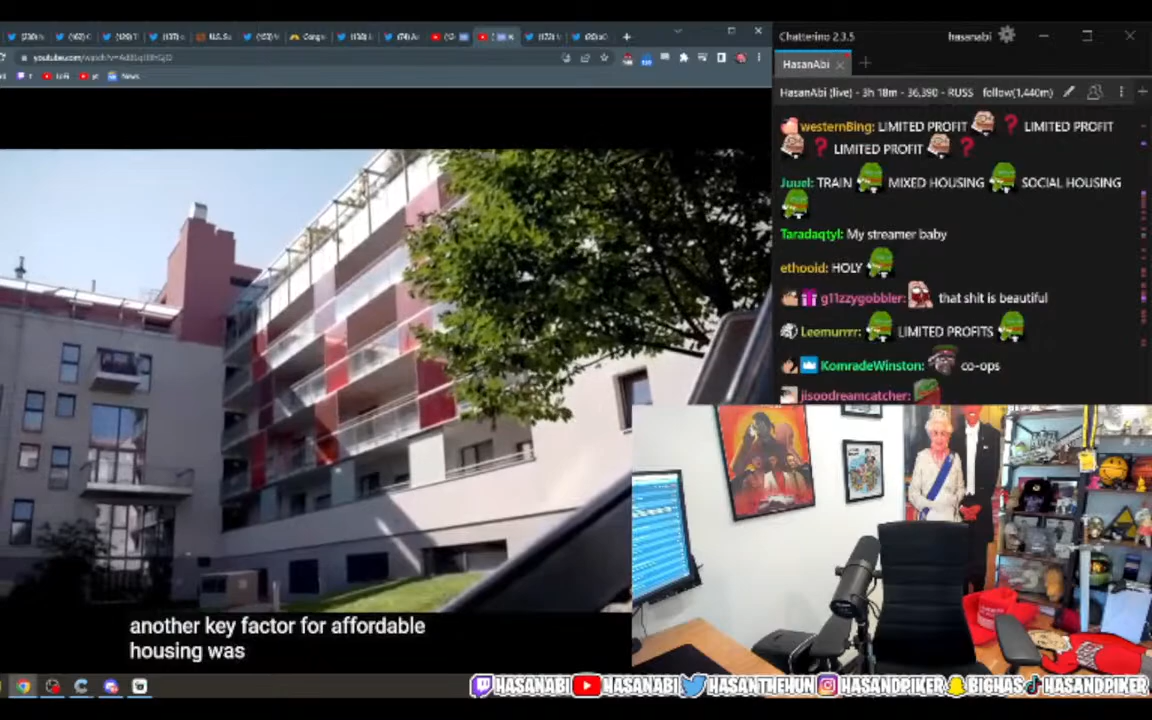 Chatterino 2.3.5
hasanabi
HasanAbi
News
HasanAbi (live) - 3h 18m - 36,390 - RUSS follow(1,440m)
westernBing: LIMITED PROFIT LIMITED PROFIT
LIMITED PROFIT
Juuel: TRAIN MIXED HOUSING SOCIAL HOUSING
Taradaqtyl: My streamer baby
ethooid: HOLY
g11zzygobbler: that shit is beautiful
Leemurrrr: LIMITED PROFITS
KomradeWinston: co-ops
jisoodreamcatcher:
another key factor for affordable
housing was
HASANABI HASANABI HASANTHEHUN HASANDPIKER BIGHAS HASANDPIKER